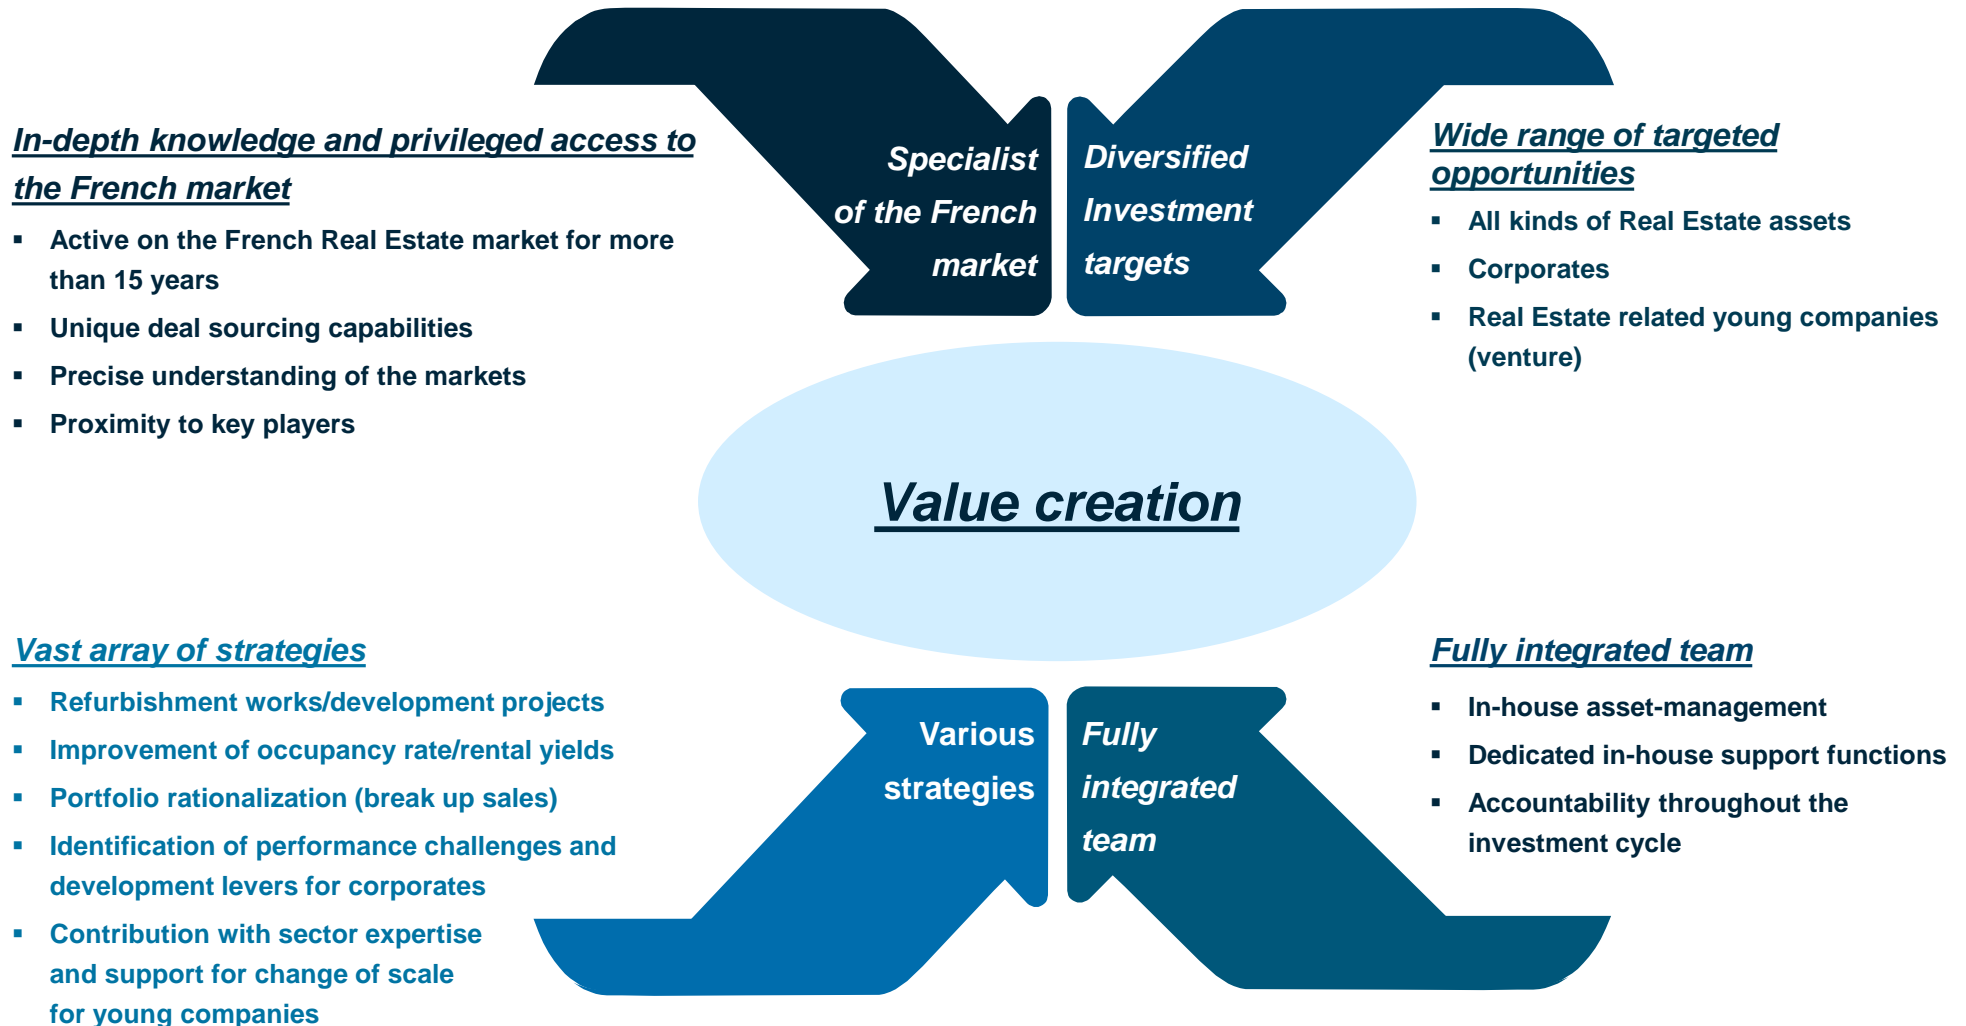 In-depth knowledge and privileged access to
the French market
▪ Active on the French Real Estate market for more
than 15 years
▪ Unique deal sourcing capabilities
▪ Precise understanding of the markets
▪ Proximity to key players
Specialist
of the French
market
Diversified
Investment
targets
Wide range of targeted
opportunities
▪ All kinds of Real Estate assets
▪ Corporates
▪ Real Estate related young companies
(venture)
Value creation
Vast array of strategies
▪ Refurbishment works/development projects
▪ Improvement of occupancy rate/rental yields
▪ Portfolio rationalization (break up sales)
▪ Identification of performance challenges and
development levers for corporates
▪ Contribution with sector expertise
and support for change of scale
for young companies
Various
strategies
Fully
integrated
team
Fully integrated team
▪ In-house asset-management
▪ Dedicated in-house support functions
▪ Accountability throughout the
investment cycle